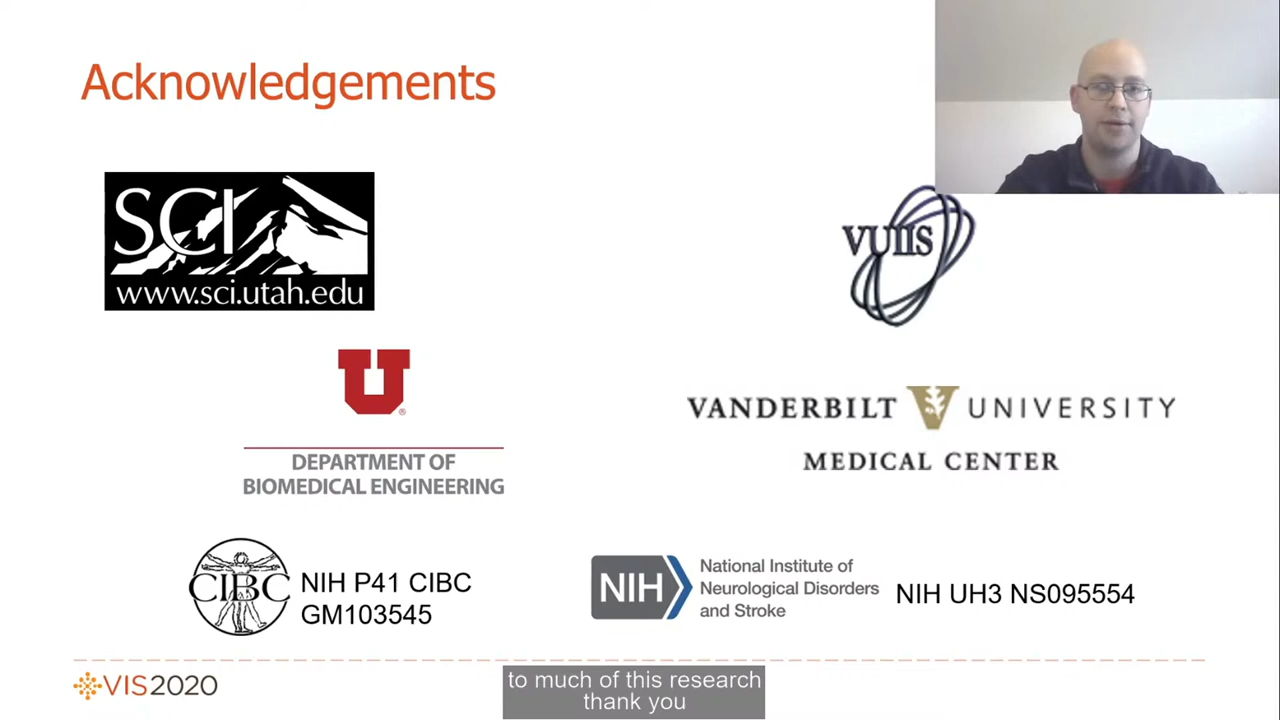 Acknowledgements
SCI
www.sci.utah.edu
VUIIS
U®
DEPARTMENT OF
BIOMEDICAL ENGINEERING
VANDERBILT V UNIVERSITY
MEDICAL CENTER
CIBC
NIH P41 CIBC
GM103545
NIH
National Institute of
Neurological Disorders
and Stroke
NIH UH3 NS095554
VIS2020
to much of this research
thank you